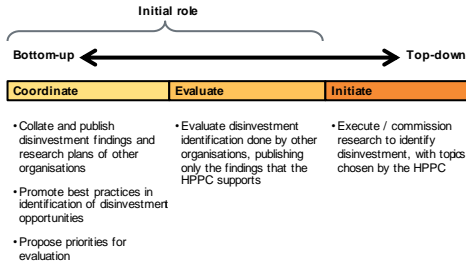 Initial role
Bottom-up
Top-down
Coordinate
Evaluate
Initiate
• Collate and publish
disinvestment findings and
research plans of other
organisations
• Promote best practices in
identification of disinvestment
opportunities
• Propose priorities for
evaluation
• Evaluate disinvestment
identification done by other
organisations, publishing
only the findings that the
HPPC supports
• Execute / commission
research to identify
disinvestment, with topics
chosen by the HPPC